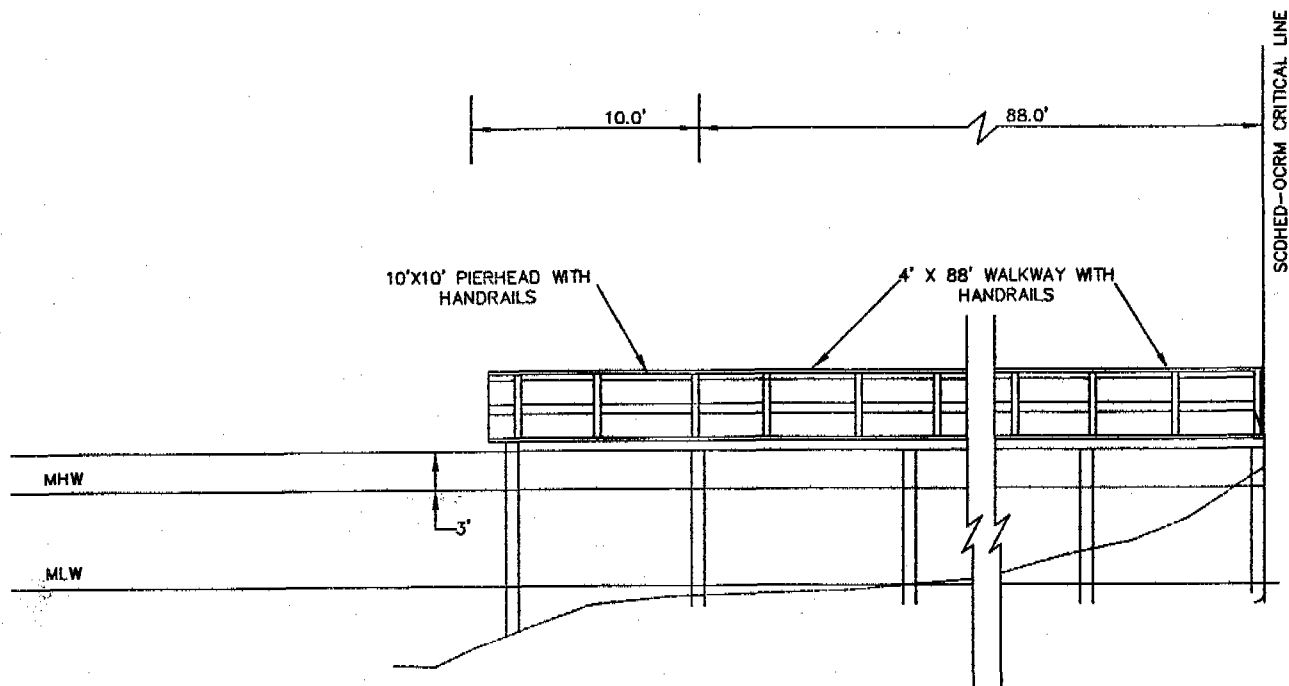 SCDHED-OCRM CRITICAL LINE
10.0'
88.0'
10'X10' PIERHEAD WITH
HANDRAILS
4' X 88' WALKWAY WITH
HANDRAILS
MHW
3'
MLW